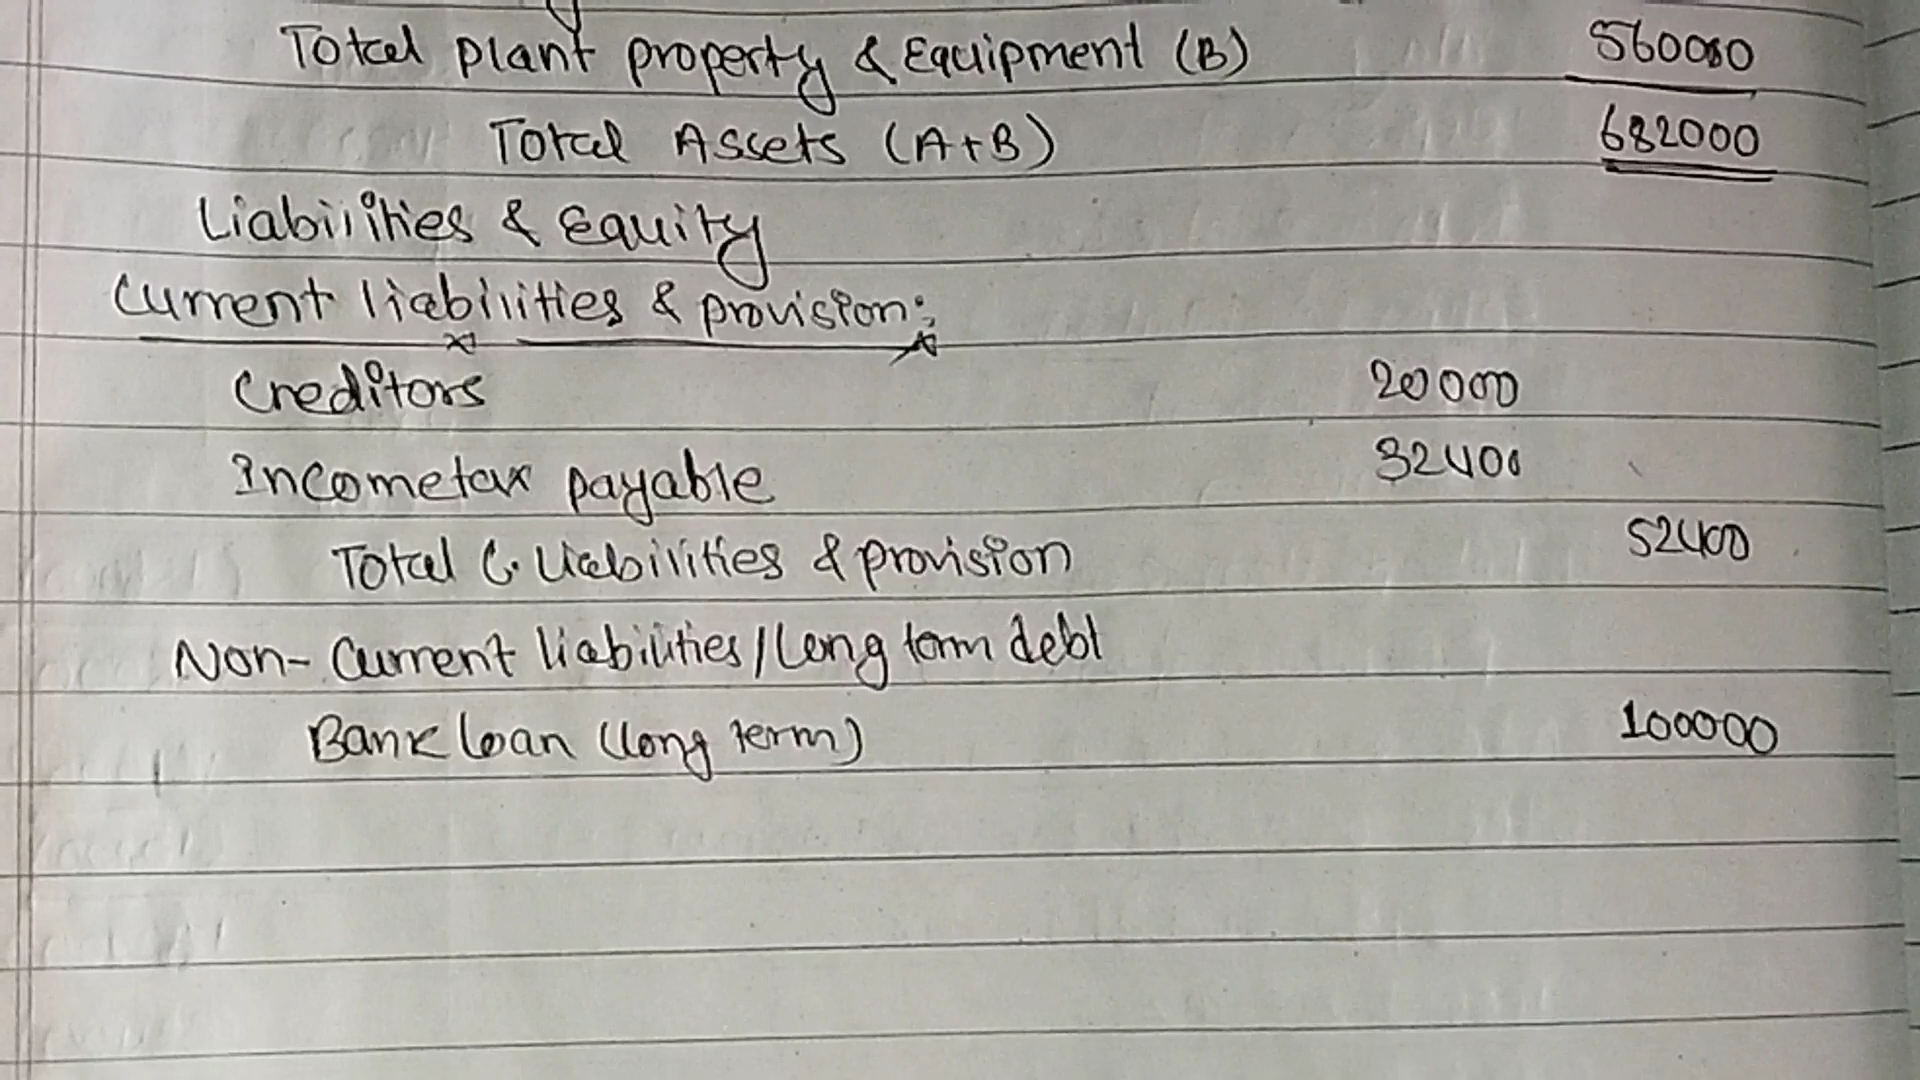 Total plant property & Equipment (B) 560000
Total Assets (A+B) 682000
Liabilities & Equity
Current liabilities & provision:
Creditors 20000
Incometax payable 32400
Total C. Liabilities & provision 52400
Non-Current liabilities/Long term debt
Bank loan (long term) 100000